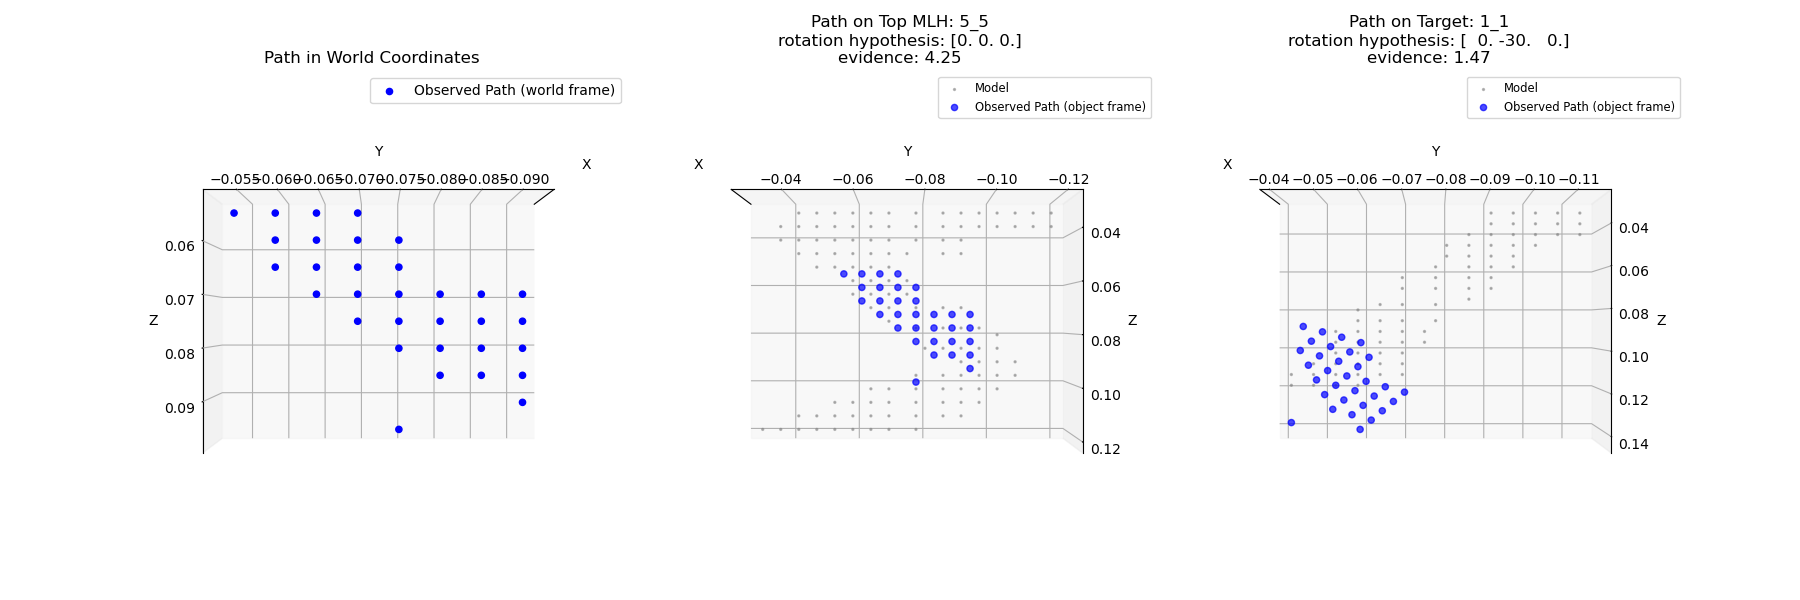 Path in World Coordinates
Observed Path (world frame)
Y
X
−0.055 −0.060 −0.065 −0.070 −0.075 −0.080 −0.085 −0.090
0.06
0.07
Z
0.08
0.09
Path on Top MLH: 5_5
rotation hypothesis: [0. 0. 0.]
evidence: 4.25
Model
Observed Path (object frame)
Y
X
−0.04 −0.06 −0.08 −0.10 −0.12
0.04
0.06
Z
0.08
0.10
0.12
Path on Target: 1_1
rotation hypothesis: [  0. -30.   0.]
evidence: 1.47
Model
Observed Path (object frame)
Y
X
−0.04 −0.05 −0.06 −0.07 −0.08 −0.09 −0.10 −0.11
0.04
0.06
0.08
Z
0.10
0.12
0.14